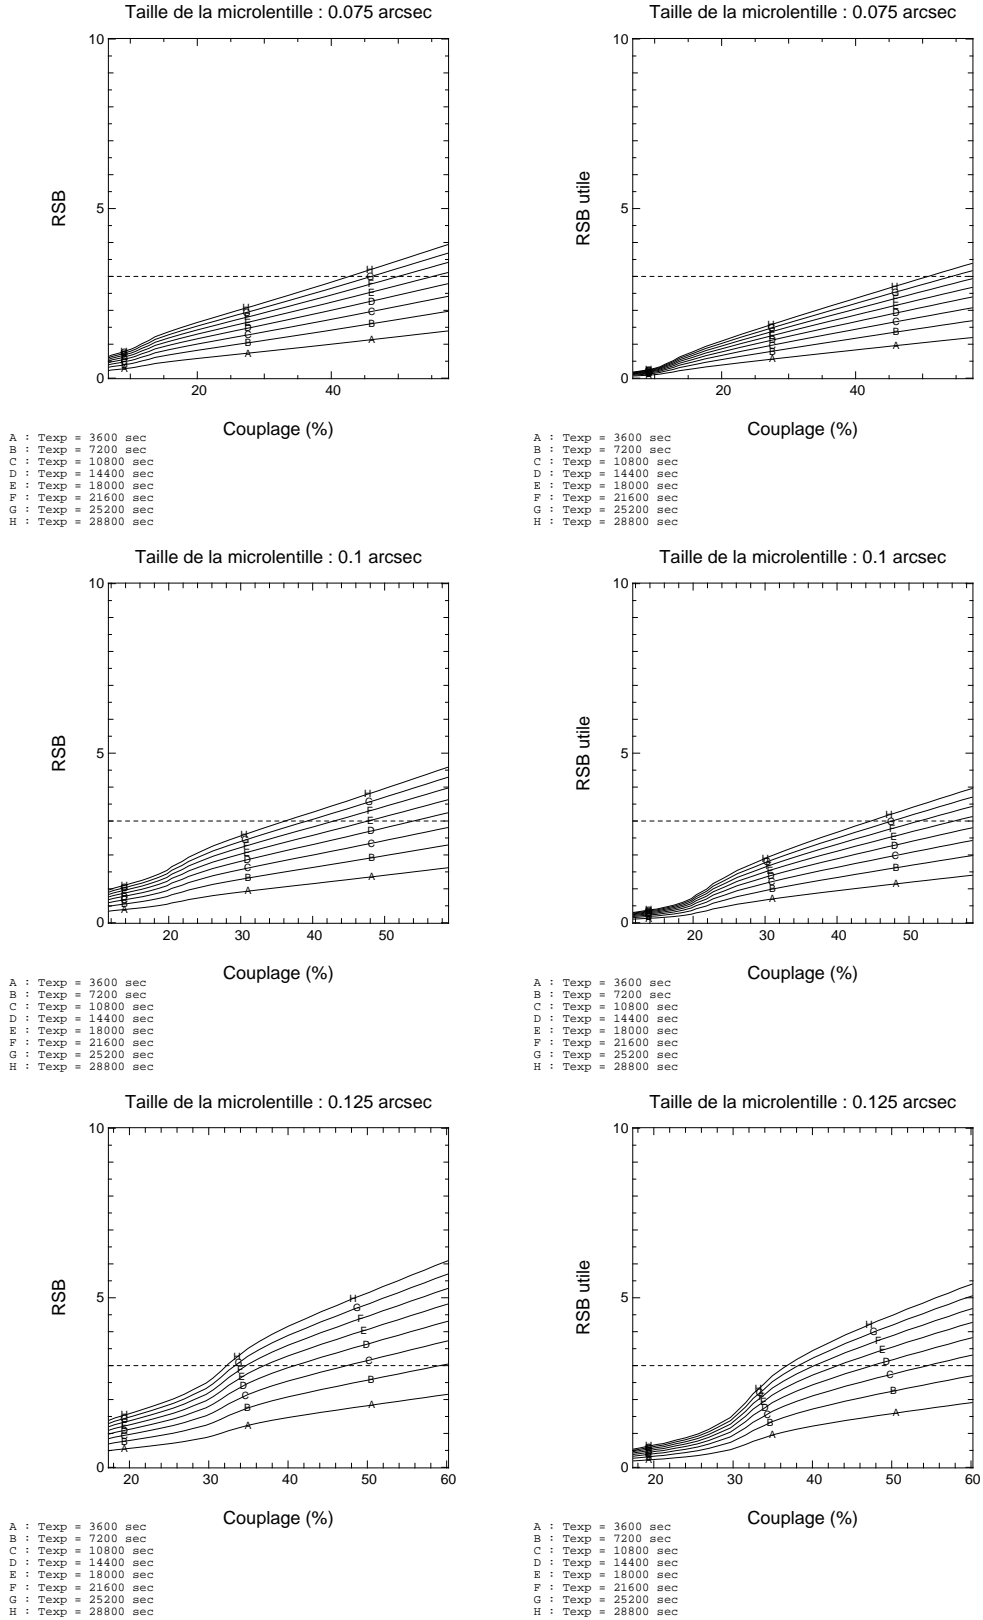 Taille de la microlentille : 0.075 arcsec
10
5
0
20
40
RSB
Couplage (%)
H
G
F
E
D
C
B
A
A : Texp = 3600 sec
B : Texp = 7200 sec
C : Texp = 10800 sec
D : Texp = 14400 sec
E : Texp = 18000 sec
F : Texp = 21600 sec
G : Texp = 25200 sec
H : Texp = 28800 sec
Taille de la microlentille : 0.075 arcsec
10
5
0
20
40
RSB utile
Couplage (%)
H
G
F
E
D
C
B
A
A : Texp = 3600 sec
B : Texp = 7200 sec
C : Texp = 10800 sec
D : Texp = 14400 sec
E : Texp = 18000 sec
F : Texp = 21600 sec
G : Texp = 25200 sec
H : Texp = 28800 sec
Taille de la microlentille : 0.1 arcsec
10
5
0
20
30
40
50
RSB
Couplage (%)
H
G
F
E
D
C
B
A
A : Texp = 3600 sec
B : Texp = 7200 sec
C : Texp = 10800 sec
D : Texp = 14400 sec
E : Texp = 18000 sec
F : Texp = 21600 sec
G : Texp = 25200 sec
H : Texp = 28800 sec
Taille de la microlentille : 0.1 arcsec
10
5
0
20
30
40
50
RSB utile
Couplage (%)
H
G
F
E
D
C
B
A
A : Texp = 3600 sec
B : Texp = 7200 sec
C : Texp = 10800 sec
D : Texp = 14400 sec
E : Texp = 18000 sec
F : Texp = 21600 sec
G : Texp = 25200 sec
H : Texp = 28800 sec
Taille de la microlentille : 0.125 arcsec
10
5
0
20
30
40
50
60
RSB
Couplage (%)
H
G
F
E
D
C
B
A
A : Texp = 3600 sec
B : Texp = 7200 sec
C : Texp = 10800 sec
D : Texp = 14400 sec
E : Texp = 18000 sec
F : Texp = 21600 sec
G : Texp = 25200 sec
H : Texp = 28800 sec
Taille de la microlentille : 0.125 arcsec
10
5
0
20
30
40
50
60
RSB utile
Couplage (%)
H
G
F
E
D
C
B
A
A : Texp = 3600 sec
B : Texp = 7200 sec
C : Texp = 10800 sec
D : Texp = 14400 sec
E : Texp = 18000 sec
F : Texp = 21600 sec
G : Texp = 25200 sec
H : Texp = 28800 sec